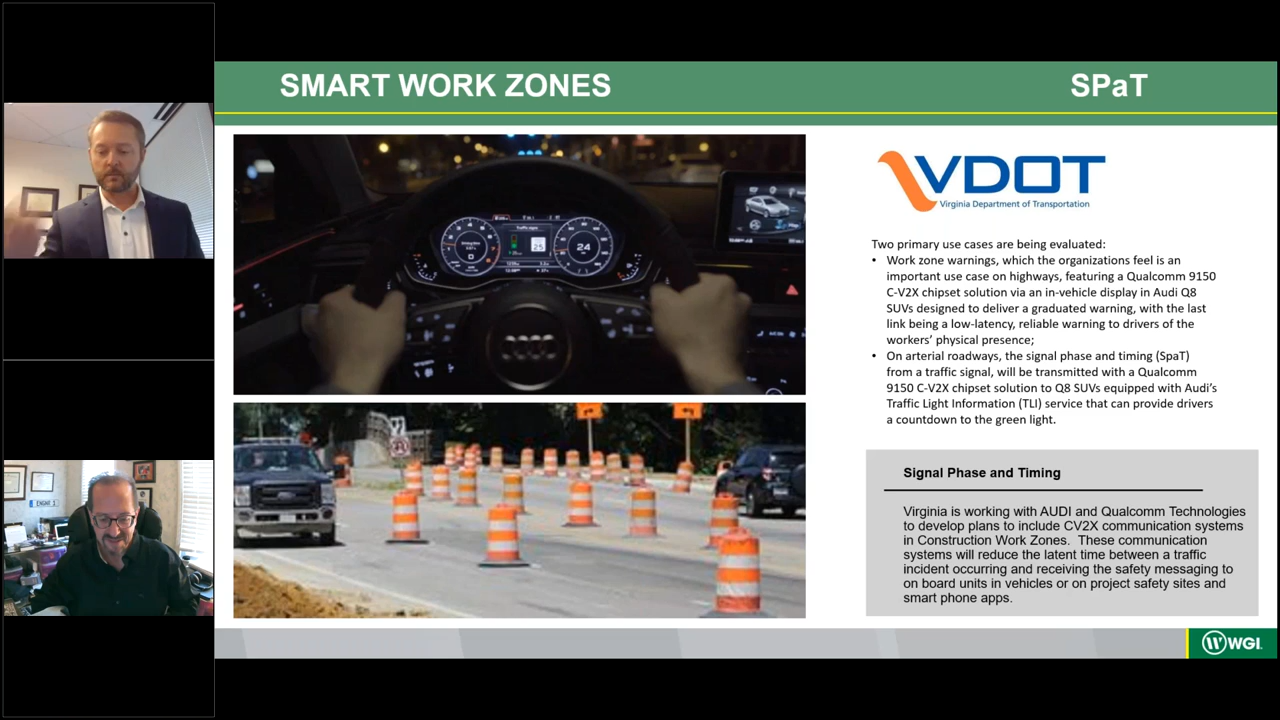 SMART WORK ZONES
SPaT
VDOT
Virginia Department of Transportation
Two primary use cases are being evaluated:
• Work zone warnings, which the organizations feel is an
important use case on highways, featuring a Qualcomm 9150
C-V2X chipset solution via an in-vehicle display in Audi Q8
SUVs designed to deliver a graduated warning, with the last
link being a low-latency, reliable warning to drivers of the
workers' physical presence;
• On arterial roadways, the signal phase and timing (SpaT)
from a traffic signal, will be transmitted with a Qualcomm
9150 C-V2X chipset solution to Q8 SUVs equipped with Audi's
Traffic Light Information (TLI) service that can provide drivers
a countdown to the green light.
Signal Phase and Timing
Virginia is working with AUDI and Qualcomm Technologies
to develop plans to include CV2X communication systems
in Construction Work Zones. These communication
systems will reduce the latent time between a traffic
incident occurring and receiving the safety messaging to
on board units in vehicles or on project safety sites and
smart phone apps.
Traffic signs
25
24
WGI